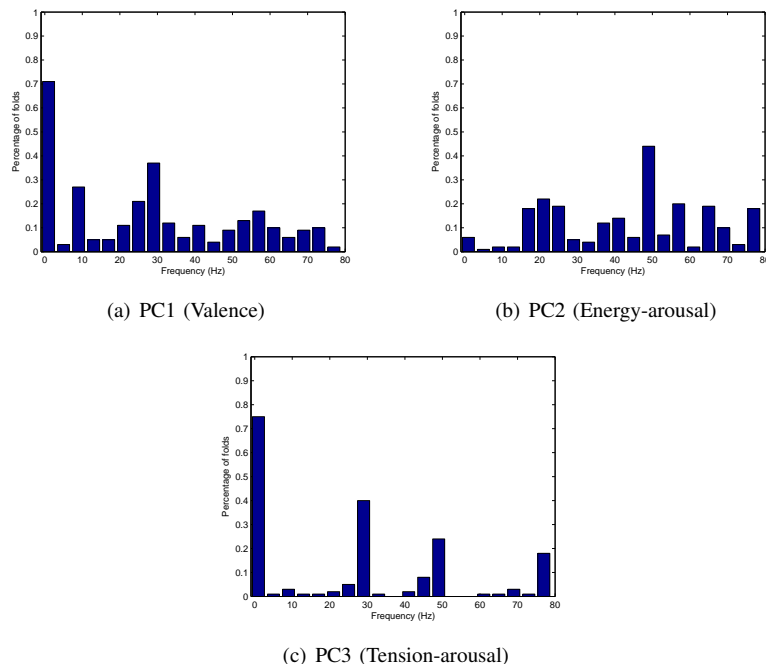 1
0.9
0.8
0.7
0.6
0.5
0.4
0.3
0.2
0.1
0
Percentage of folds
0 10 20 30 40 50 60 70 80
Frequency (Hz)
(a) PC1 (Valence)
1
0.9
0.8
0.7
0.6
0.5
0.4
0.3
0.2
0.1
0
Percentage of folds
0 10 20 30 40 50 60 70 80
Frequency (Hz)
(b) PC2 (Energy-arousal)
1
0.9
0.8
0.7
0.6
0.5
0.4
0.3
0.2
0.1
0
Percentage of folds
0 10 20 30 40 50 60 70 80
Frequency (Hz)
(c) PC3 (Tension-arousal)